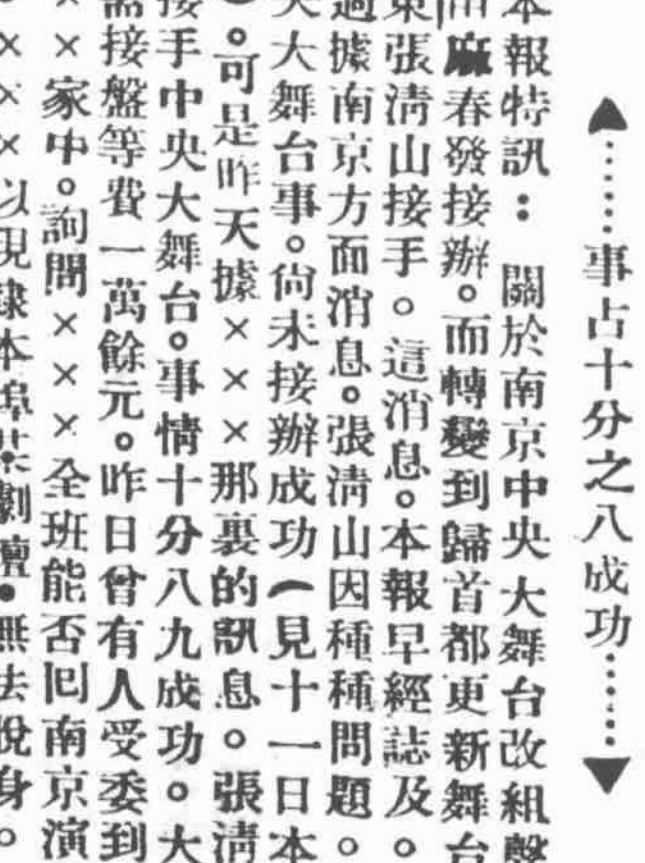 ▲……事占十分之八成功……▼
本報特訊：關於南京中央大舞台改組聲
由麻春發接辦。而轉變到歸首都更新舞台
東張清山接手。這消息。本報早經誌及。
過據南京方面消息。張清山因種種問題。
央大舞台事。尙未接辦成功（見十一日本
。可是昨天據×××那裏的訊息。張清
接手中央大舞台。事情十分八九成功。大
需接盤等費一萬餘元。昨日曾有人受委到
××家中。詢問×××全班能否回南京演
×××以現隸本埠某劇壇。無法脫身。